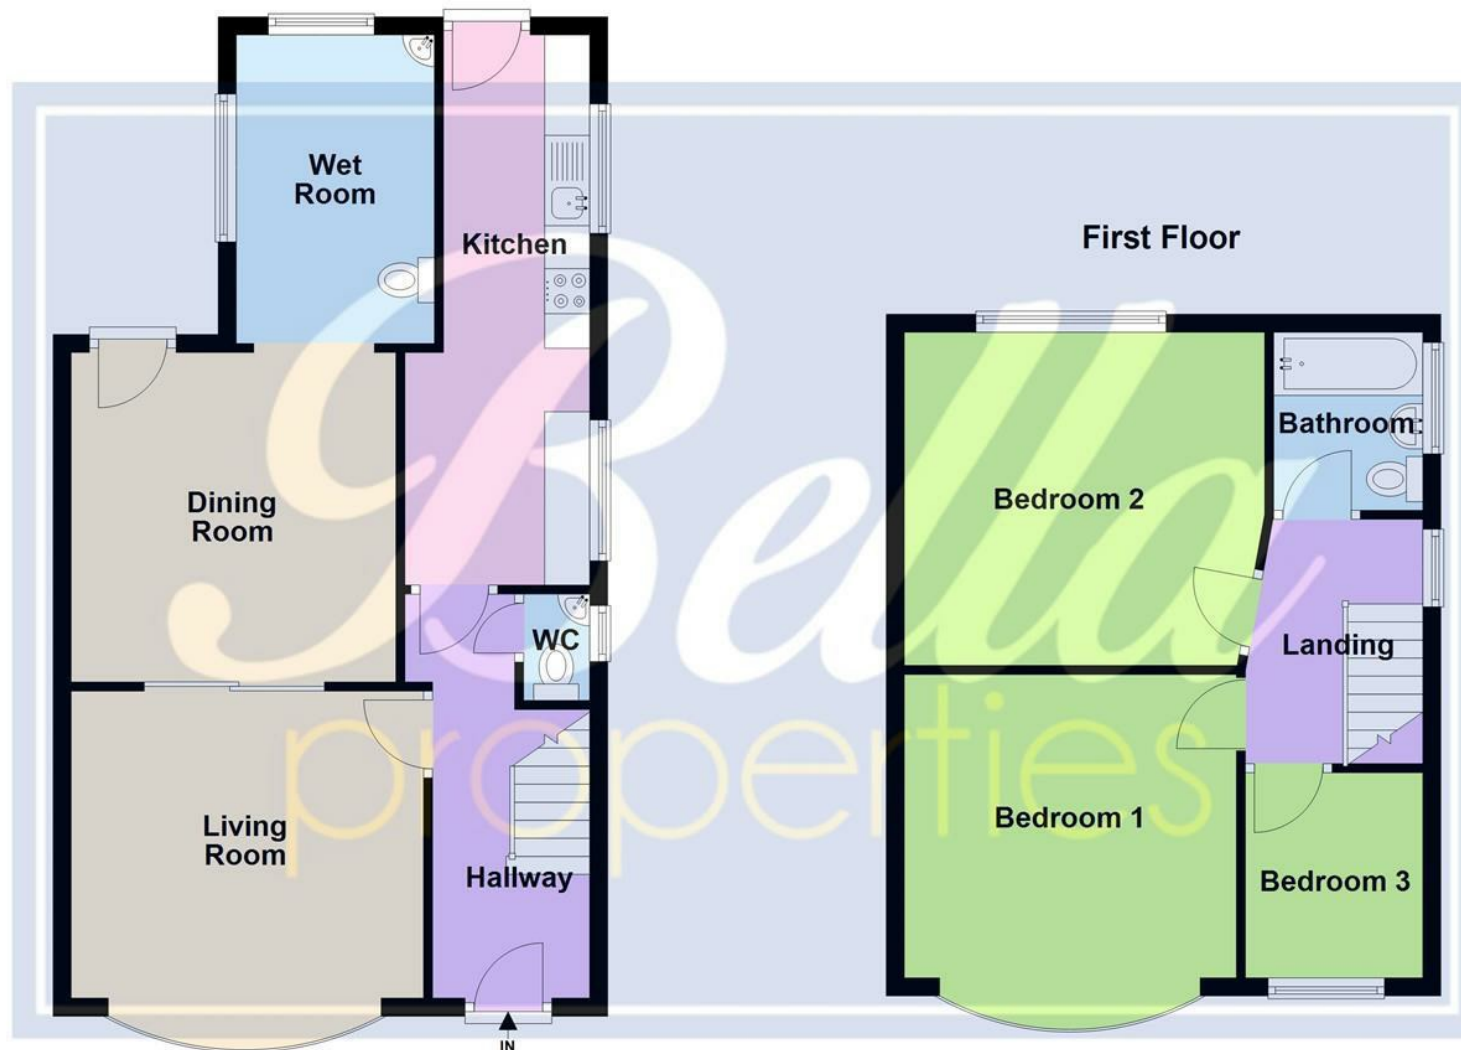 Wet
Room
Kitchen
First Floor
Dining
Room
Bathroom
Bedroom 2
WC
Landing
Living
Room
Hallway
Bedroom 1
Bedroom 3
IN
Bella
properties